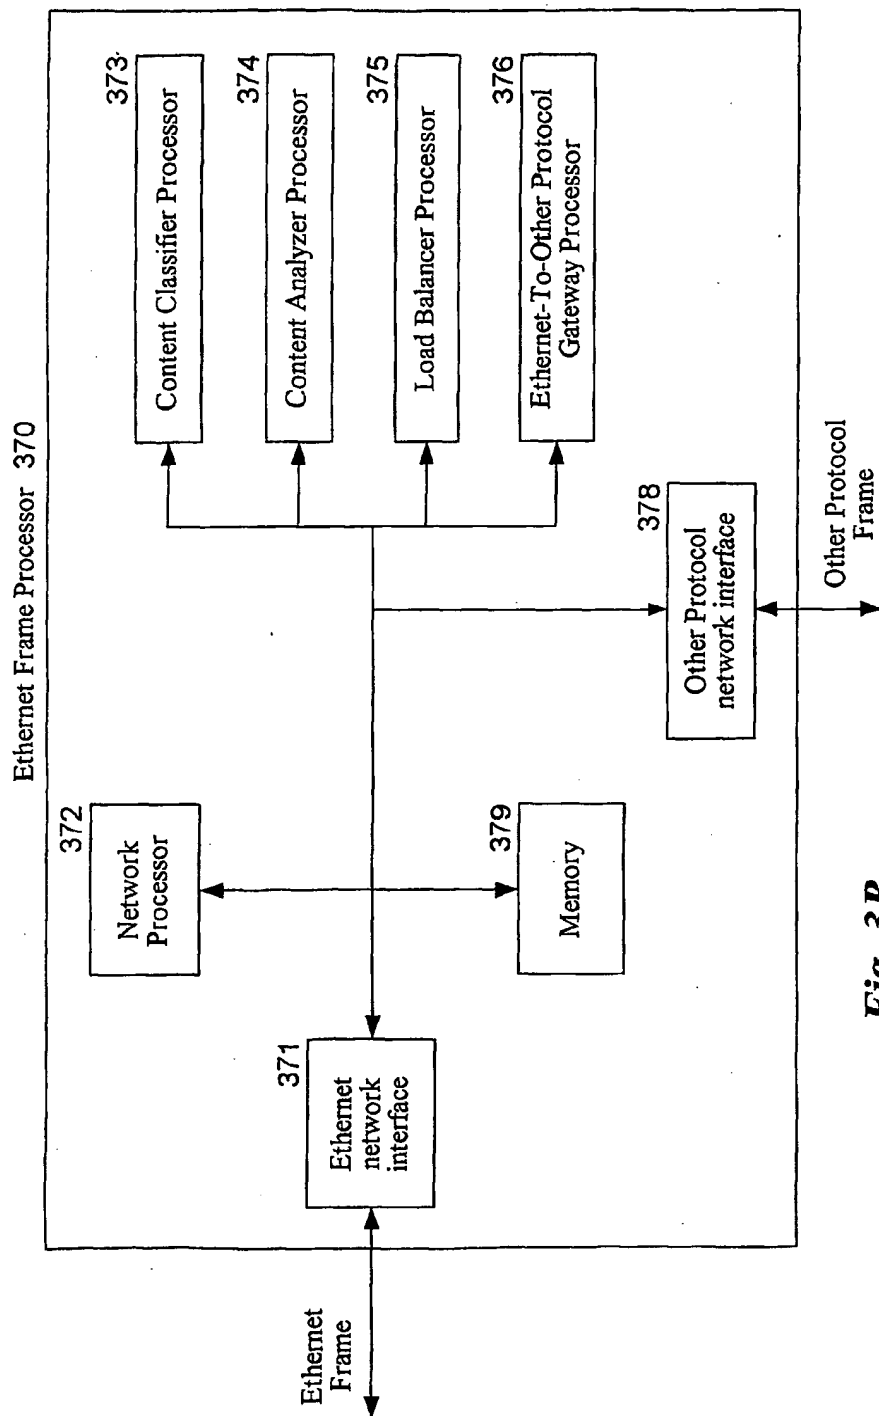 Ethernet Frame Processor 370
372
Network
Processor
373
Content Classifier Processor
374
Content Analyzer Processor
375
Load Balancer Processor
376
Ethernet-To-Other Protocol
Gateway Processor
371
Ethernet
network
interface
Ethernet
Frame
379
Memory
378
Other Protocol
network interface
Other Protocol
Frame
Fig. 3B